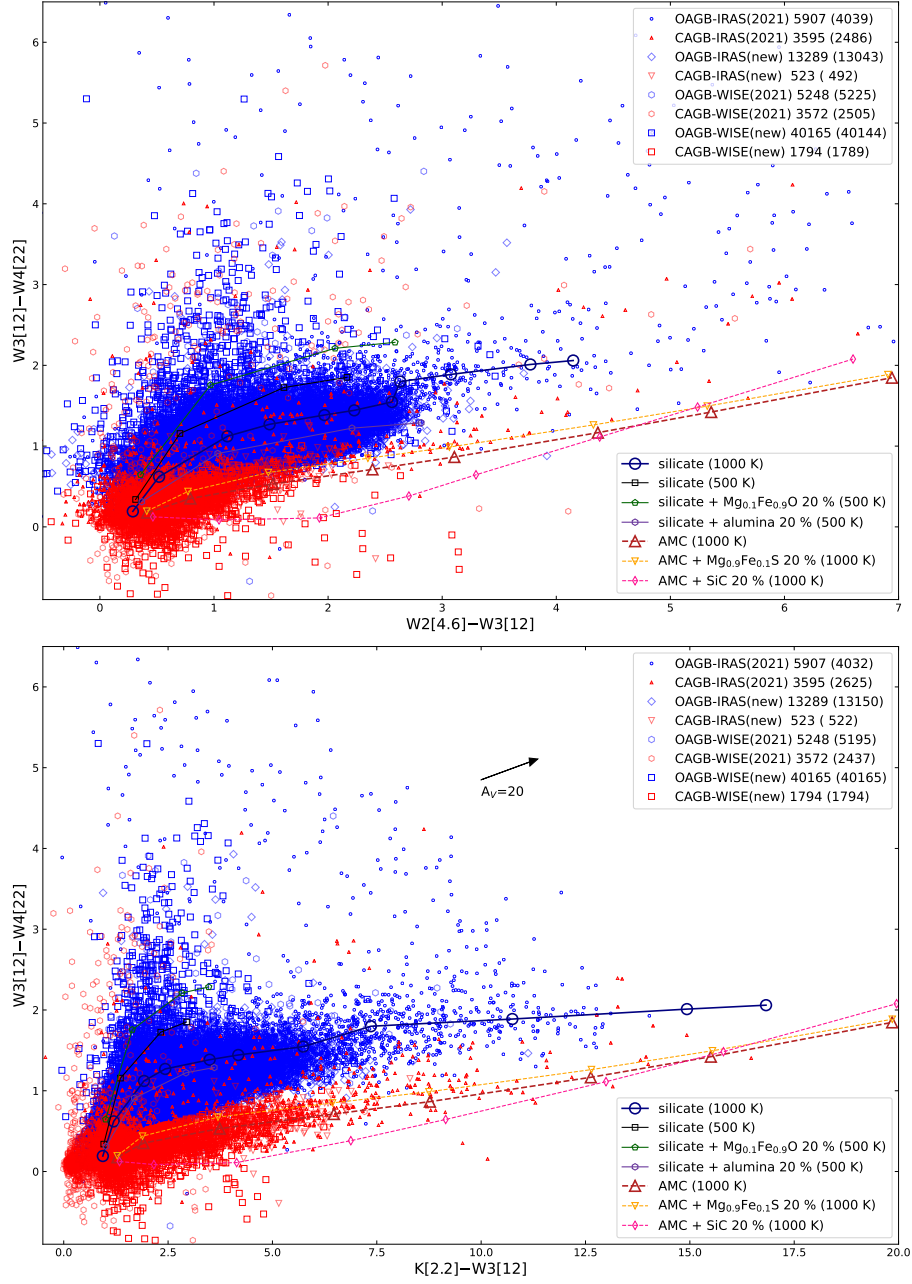 OAGB-IRAS(2021) 5907 (4039)
CAGB-IRAS(2021) 3595 (2486)
OAGB-IRAS(new) 13289 (13043)
CAGB-IRAS(new)  523 ( 492)
OAGB-WISE(2021) 5248 (5225)
CAGB-WISE(2021) 3572 (2505)
OAGB-WISE(new) 40165 (40144)
CAGB-WISE(new) 1794 (1789)
6
5
4
3
2
1
0
W3[12]−W4[22]
silicate (1000 K)
silicate (500 K)
silicate + Mg₀.₁Fe₀.₉O 20 % (500 K)
silicate + alumina 20 % (500 K)
AMC (1000 K)
AMC + Mg₀.₉Fe₀.₁S 20 % (1000 K)
AMC + SiC 20 % (1000 K)
0 1 2 3 4 5 6 7
W2[4.6]−W3[12]
OAGB-IRAS(2021) 5907 (4032)
CAGB-IRAS(2021) 3595 (2625)
OAGB-IRAS(new) 13289 (13150)
CAGB-IRAS(new)  523 ( 522)
OAGB-WISE(2021) 5248 (5195)
CAGB-WISE(2021) 3572 (2437)
OAGB-WISE(new) 40165 (40165)
CAGB-WISE(new) 1794 (1794)
A_V=20
6
5
4
3
2
1
0
W3[12]−W4[22]
silicate (1000 K)
silicate (500 K)
silicate + Mg₀.₁Fe₀.₉O 20 % (500 K)
silicate + alumina 20 % (500 K)
AMC (1000 K)
AMC + Mg₀.₉Fe₀.₁S 20 % (1000 K)
AMC + SiC 20 % (1000 K)
0.0 2.5 5.0 7.5 10.0 12.5 15.0 17.5 20.0
K[2.2]−W3[12]